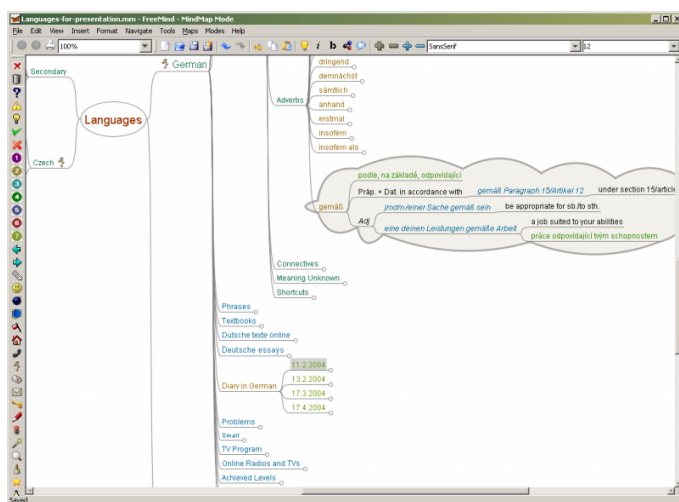 Languages-for-presentation.mm - FreeMind - MindMap Mode
File Edit View Insert Format Navigate Tools Maps Modes Help
100%
i b
SansSerif
12
Secondary
German
Languages
Czech
dringend
demnächst
sämtlich
anhand
erstmal
insofern
insofern als
Adverbs
gemäß
podle, na základě, odpovídající
Präp. + Dat. in accordance with
gemäß Paragraph 15/Artikel 12
under section 15/article
Adj
jmdm./einer Sache gemäß sein
be appropriate for sb./to sth.
eine deinen Leistungen gemäße Arbeit
a job suited to your abilities
práce odpovídající tvým schopnostem
Connectives
Meaning Unknown
Shortcuts
Phrases
Textbooks
Dutsche texte online
Deutsche essays
Diary in German
11.2.2004
13.2.2004
17.3.2004
17.4.2004
Problems
Small
TV Program
Online Radios and TVs
Achieved Levels
Saved